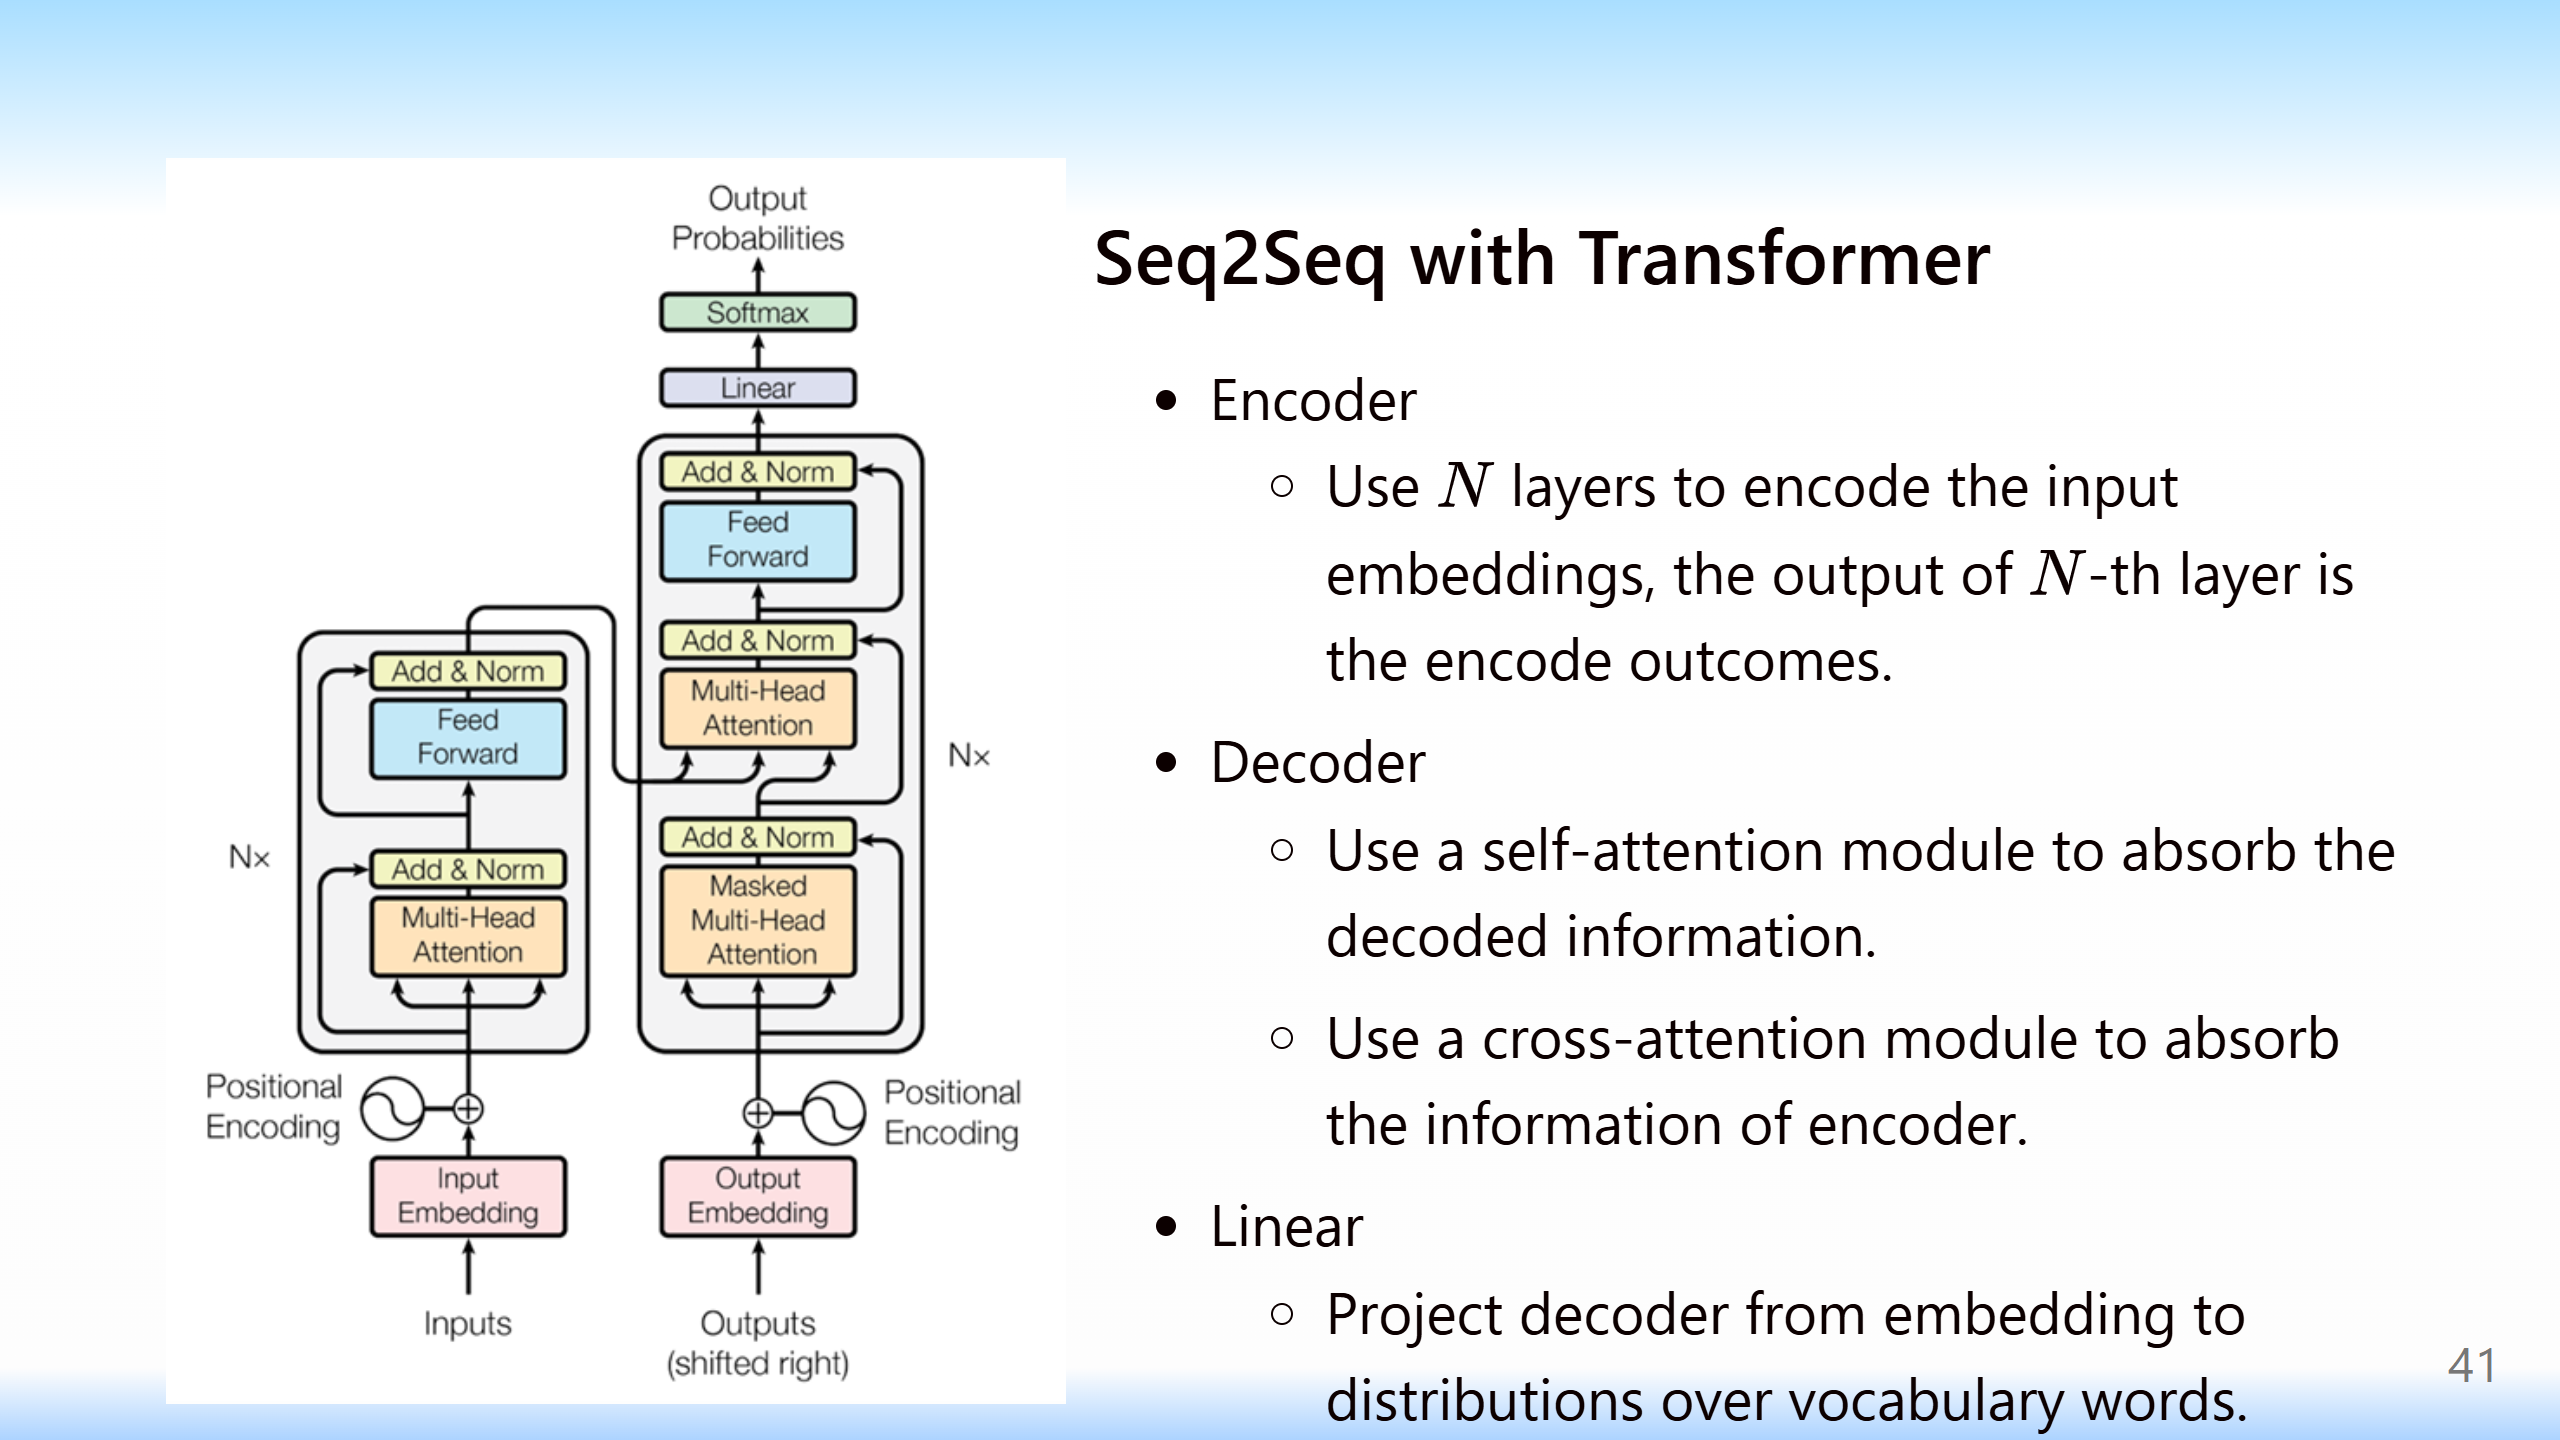 Output
Probabilities
Softmax
Linear
Add & Norm
Feed
Forward
Add & Norm
Multi-Head
Attention
Nx
Add & Norm
Masked
Multi-Head
Attention
Add & Norm
Feed
Forward
Nx
Add & Norm
Multi-Head
Attention
Positional
Encoding
Positional
Encoding
Input
Embedding
Output
Embedding
Inputs
Outputs
(shifted right)
Seq2Seq with Transformer
• Encoder
○ Use N layers to encode the input
embeddings, the output of N-th layer is
the encode outcomes.
• Decoder
○ Use a self-attention module to absorb the
decoded information.
○ Use a cross-attention module to absorb
the information of encoder.
• Linear
○ Project decoder from embedding to
distributions over vocabulary words.
41